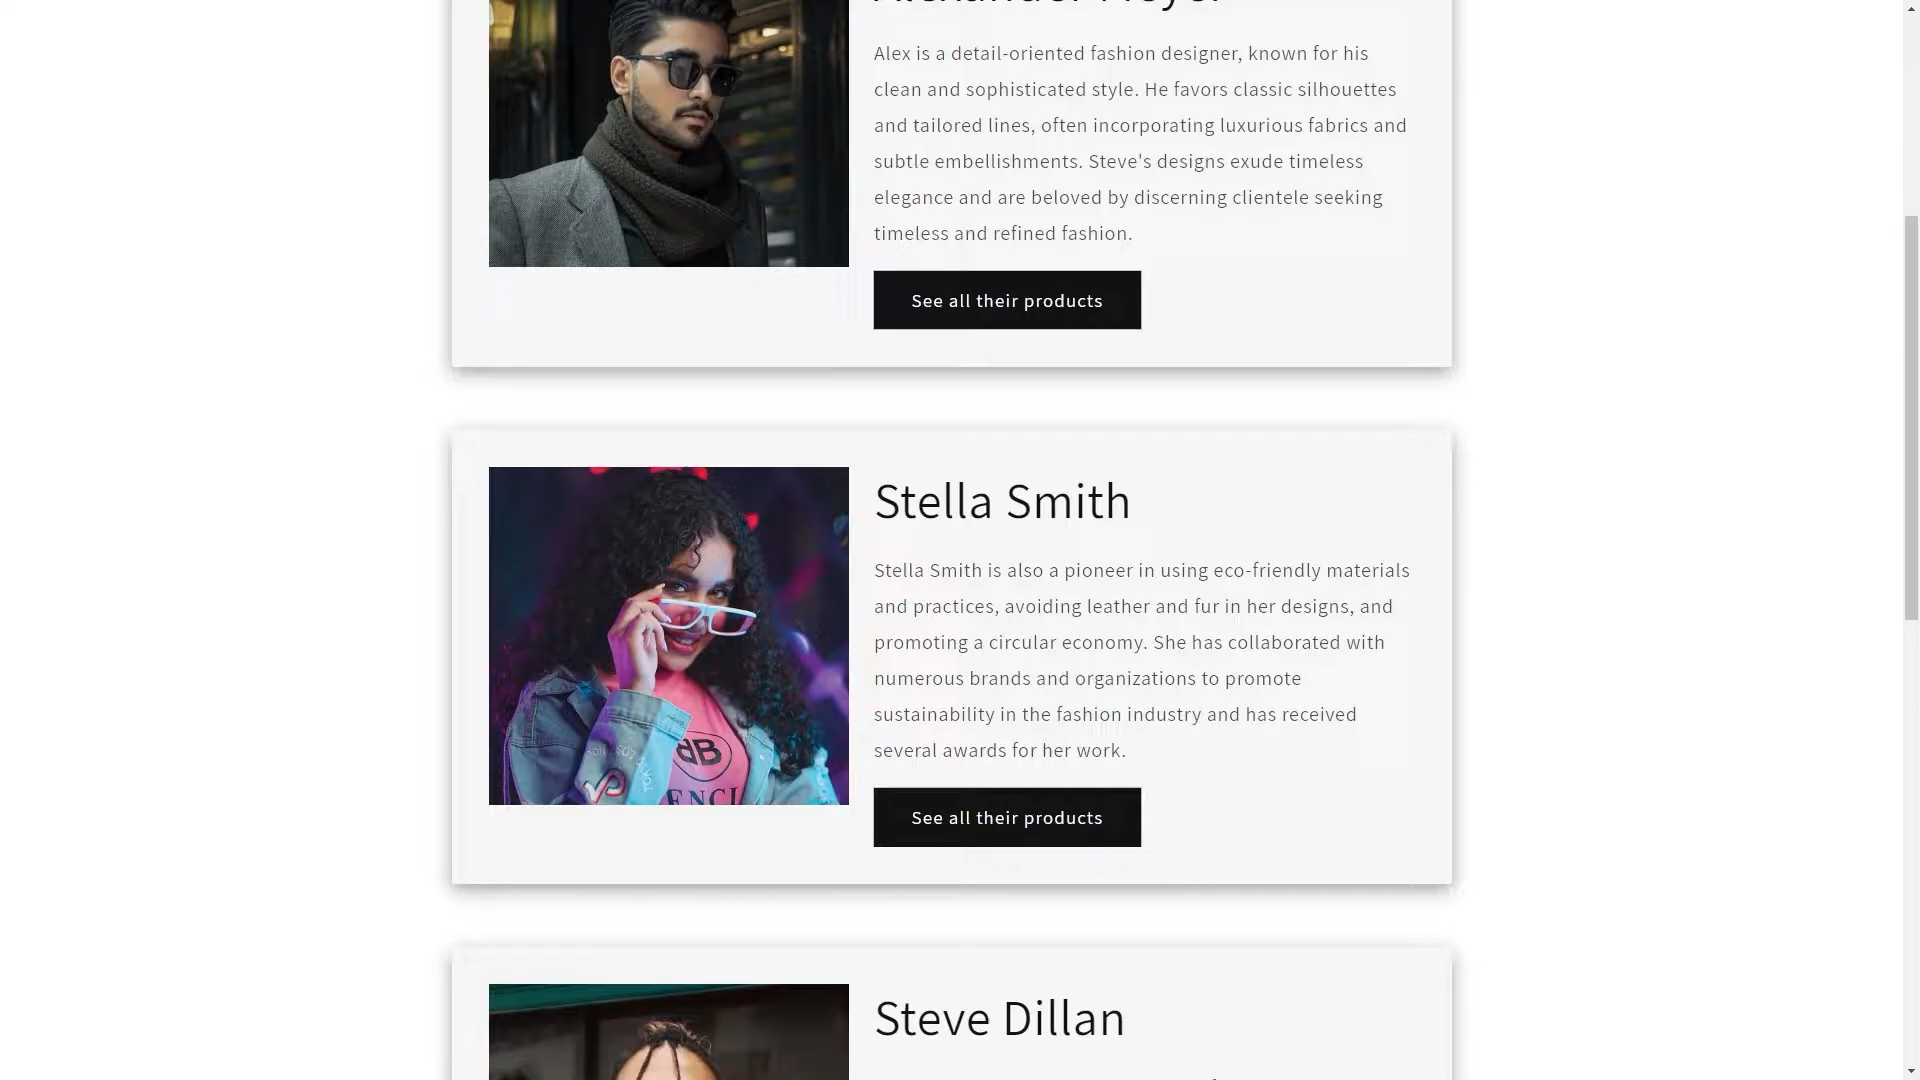 Alex is a detail-oriented fashion designer, known for his
clean and sophisticated style. He favors classic silhouettes
and tailored lines, often incorporating luxurious fabrics and
subtle embellishments. Steve's designs exude timeless
elegance and are beloved by discerning clientele seeking
timeless and refined fashion.
See all their products
Stella Smith
Stella Smith is also a pioneer in using eco-friendly materials
and practices, avoiding leather and fur in her designs, and
promoting a circular economy. She has collaborated with
numerous brands and organizations to promote
sustainability in the fashion industry and has received
several awards for her work.
See all their products
Steve Dillan